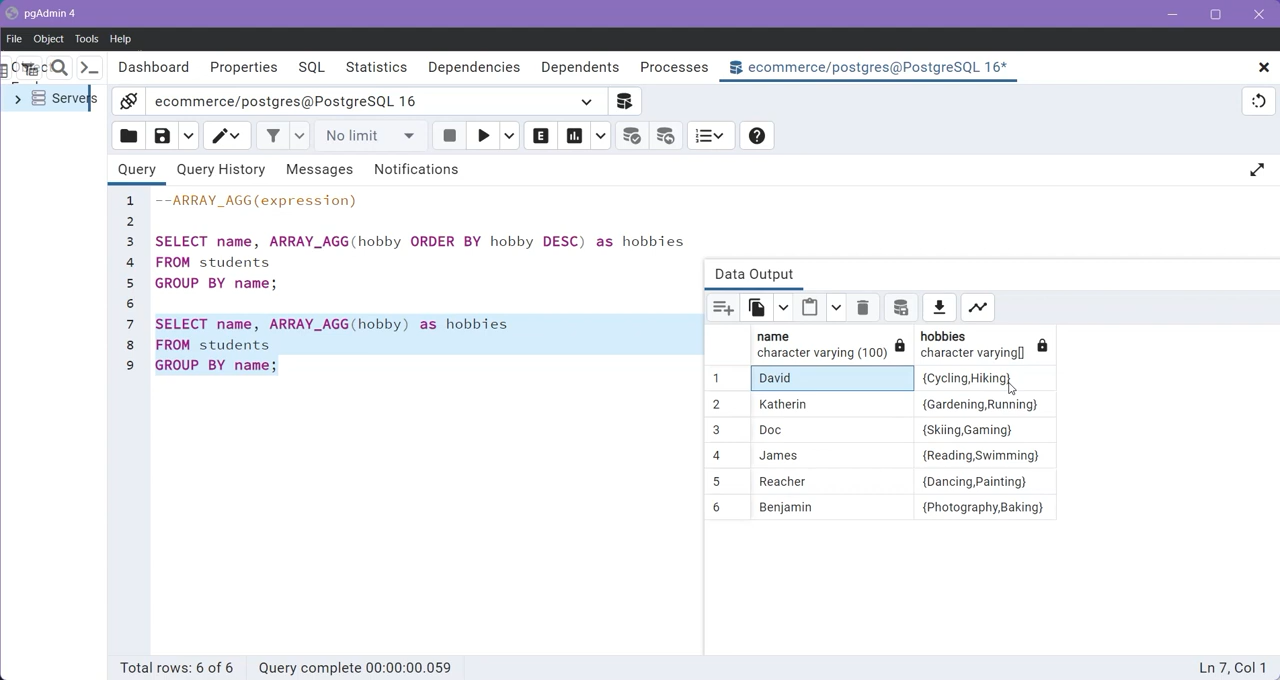 pgAdmin 4
File Object Tools Help
Dashboard Properties SQL Statistics Dependencies Dependents Processes ecommerce/postgres@PostgreSQL 16*
Servers
ecommerce/postgres@PostgreSQL 16
No limit
E
Query Query History Messages Notifications
1 --ARRAY_AGG(expression)
2
3 SELECT name, ARRAY_AGG(hobby ORDER BY hobby DESC) as hobbies
4 FROM students
5 GROUP BY name;
6
7 SELECT name, ARRAY_AGG(hobby) as hobbies
8 FROM students
9 GROUP BY name;
Data Output
name hobbies
character varying (100) character varying[]
1 David {Cycling,Hiking}
2 Katherin {Gardening,Running}
3 Doc {Skiing,Gaming}
4 James {Reading,Swimming}
5 Reacher {Dancing,Painting}
6 Benjamin {Photography,Baking}
Total rows: 6 of 6 Query complete 00:00:00.059 Ln 7, Col 1